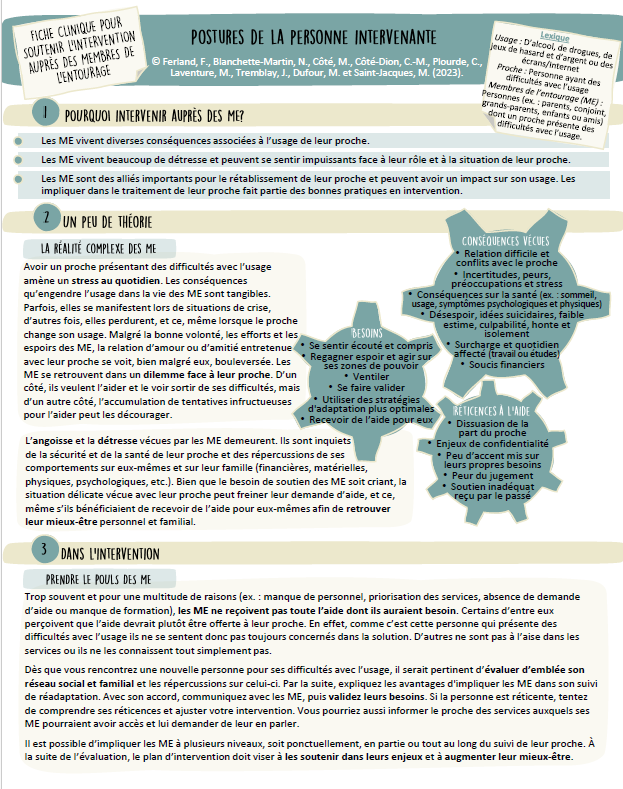 FICHE CLINIQUE POUR
SOUTENIR L'INTERVENTION
AUPRÈS DES MEMBRES DE
L'ENTOURAGE
POSTURES DE LA PERSONNE INTERVENANTE
© Ferland, F., Blanchette-Martin, N., Côté, M., Côté-Dion, C.-M., Plourde, C.,
Laventure, M., Tremblay, J., Dufour, M. et Saint-Jacques, M. (2023).
Lexique
Usage : D'alcool, de drogues, de
jeux de hasard et d'argent ou des
écrans/Internet
Proche : Personne ayant des
difficultés avec l'usage
Membres de l'entourage (ME) :
Personnes (ex. : parents, conjoint,
grands-parents, enfants ou amis)
dont un proche présente des
difficultés avec l'usage.
1 POURQUOI INTERVENIR AUPRÈS DES ME?
Les ME vivent diverses conséquences associées à l'usage de leur proche.
Les ME vivent beaucoup de détresse et peuvent se sentir impuissants face à leur rôle et à la situation de leur proche.
Les ME sont des alliés importants pour le rétablissement de leur proche et peuvent avoir un impact sur son usage. Les
impliquer dans le traitement de leur proche fait partie des bonnes pratiques en intervention.
2 UN PEU DE THÉORIE
LA RÉALITÉ COMPLEXE DES ME
Avoir un proche présentant des difficultés avec l'usage
amène un stress au quotidien. Les conséquences
qu'engendre l'usage dans la vie des ME sont tangibles.
Parfois, elles se manifestent lors de situations de crise,
d'autres fois, elles perdurent, et ce, même lorsque le proche
change son usage. Malgré la bonne volonté, les efforts et les
espoirs des ME, la relation d'amour ou d'amitié entretenue
avec leur proche se voit, bien malgré eux, bouleversée. Les
ME se retrouvent dans un dilemme face à leur proche. D'un
côté, ils veulent l'aider et le voir sortir de ses difficultés, mais
d'un autre côté, l'accumulation de tentatives infructueuses
pour l'aider peut les décourager.
L'angoisse et la détresse vécues par les ME demeurent. Ils sont inquiets
de la sécurité et de la santé de leur proche et des répercussions de ses
comportements sur eux-mêmes et sur leur famille (financières, matérielles,
physiques, psychologiques, etc.). Bien que le besoin de soutien des ME soit criant, la
situation délicate vécue avec leur proche peut freiner leur demande d'aide, et ce,
même s'ils bénéficiaient de recevoir de l'aide pour eux-mêmes afin de retrouver
leur mieux-être personnel et familial.
BESOINS
• Se sentir écouté et compris
• Regagner espoir et agir sur
ses zones de pouvoir
• Ventiler
• Se faire valider
• Utiliser des stratégies
d'adaptation plus optimales
• Recevoir de l'aide pour eux
CONSÉQUENCES VÉCUES
• Relation difficile et
conflits avec le proche
• Incertitudes, peurs,
préoccupations et stress
• Conséquences sur la santé (ex. : sommeil,
usage, symptômes psychologiques et physiques)
• Désespoir, idées suicidaires, faible
estime, culpabilité, honte et
isolement
• Surcharge et quotidien
affecté (travail ou études)
• Soucis financiers
RÉTICENCES À L'AIDE
• Dissuasion de la
part du proche
• Enjeux de confidentialité
• Peu d'accent mis sur
leurs propres besoins
• Peur du jugement
• Soutien inadéquat
reçu par le passé
3 DANS L'INTERVENTION
PRENDRE LE POULS DES ME
Trop souvent et pour une multitude de raisons (ex. : manque de personnel, priorisation des services, absence de demande
d'aide ou manque de formation), les ME ne reçoivent pas toute l'aide dont ils auraient besoin. Certains d'entre eux
perçoivent que l'aide devrait plutôt être offerte à leur proche. En effet, comme c'est cette personne qui présente des
difficultés avec l'usage ils ne se sentent donc pas toujours concernés dans la solution. D'autres ne sont pas à l'aise dans les
services ou ils ne les connaissent tout simplement pas.
Dès que vous rencontrez une nouvelle personne pour ses difficultés avec l'usage, il serait pertinent d'évaluer d'emblée son
réseau social et familial et les répercussions sur celui-ci. Par la suite, expliquez les avantages d'impliquer les ME dans son suivi
de réadaptation. Avec son accord, communiquez avec les ME, puis validez leurs besoins. Si la personne est réticente, tentez
de comprendre ses réticences et ajuster votre intervention. Vous pourriez aussi informer le proche des services auxquels ses
ME pourraient avoir accès et lui demander de leur en parler.
Il est possible d'impliquer les ME à plusieurs niveaux, soit ponctuellement, en partie ou tout au long du suivi de leur proche. À
la suite de l'évaluation, le plan d'intervention doit viser à les soutenir dans leurs enjeux et à augmenter leur mieux-être.